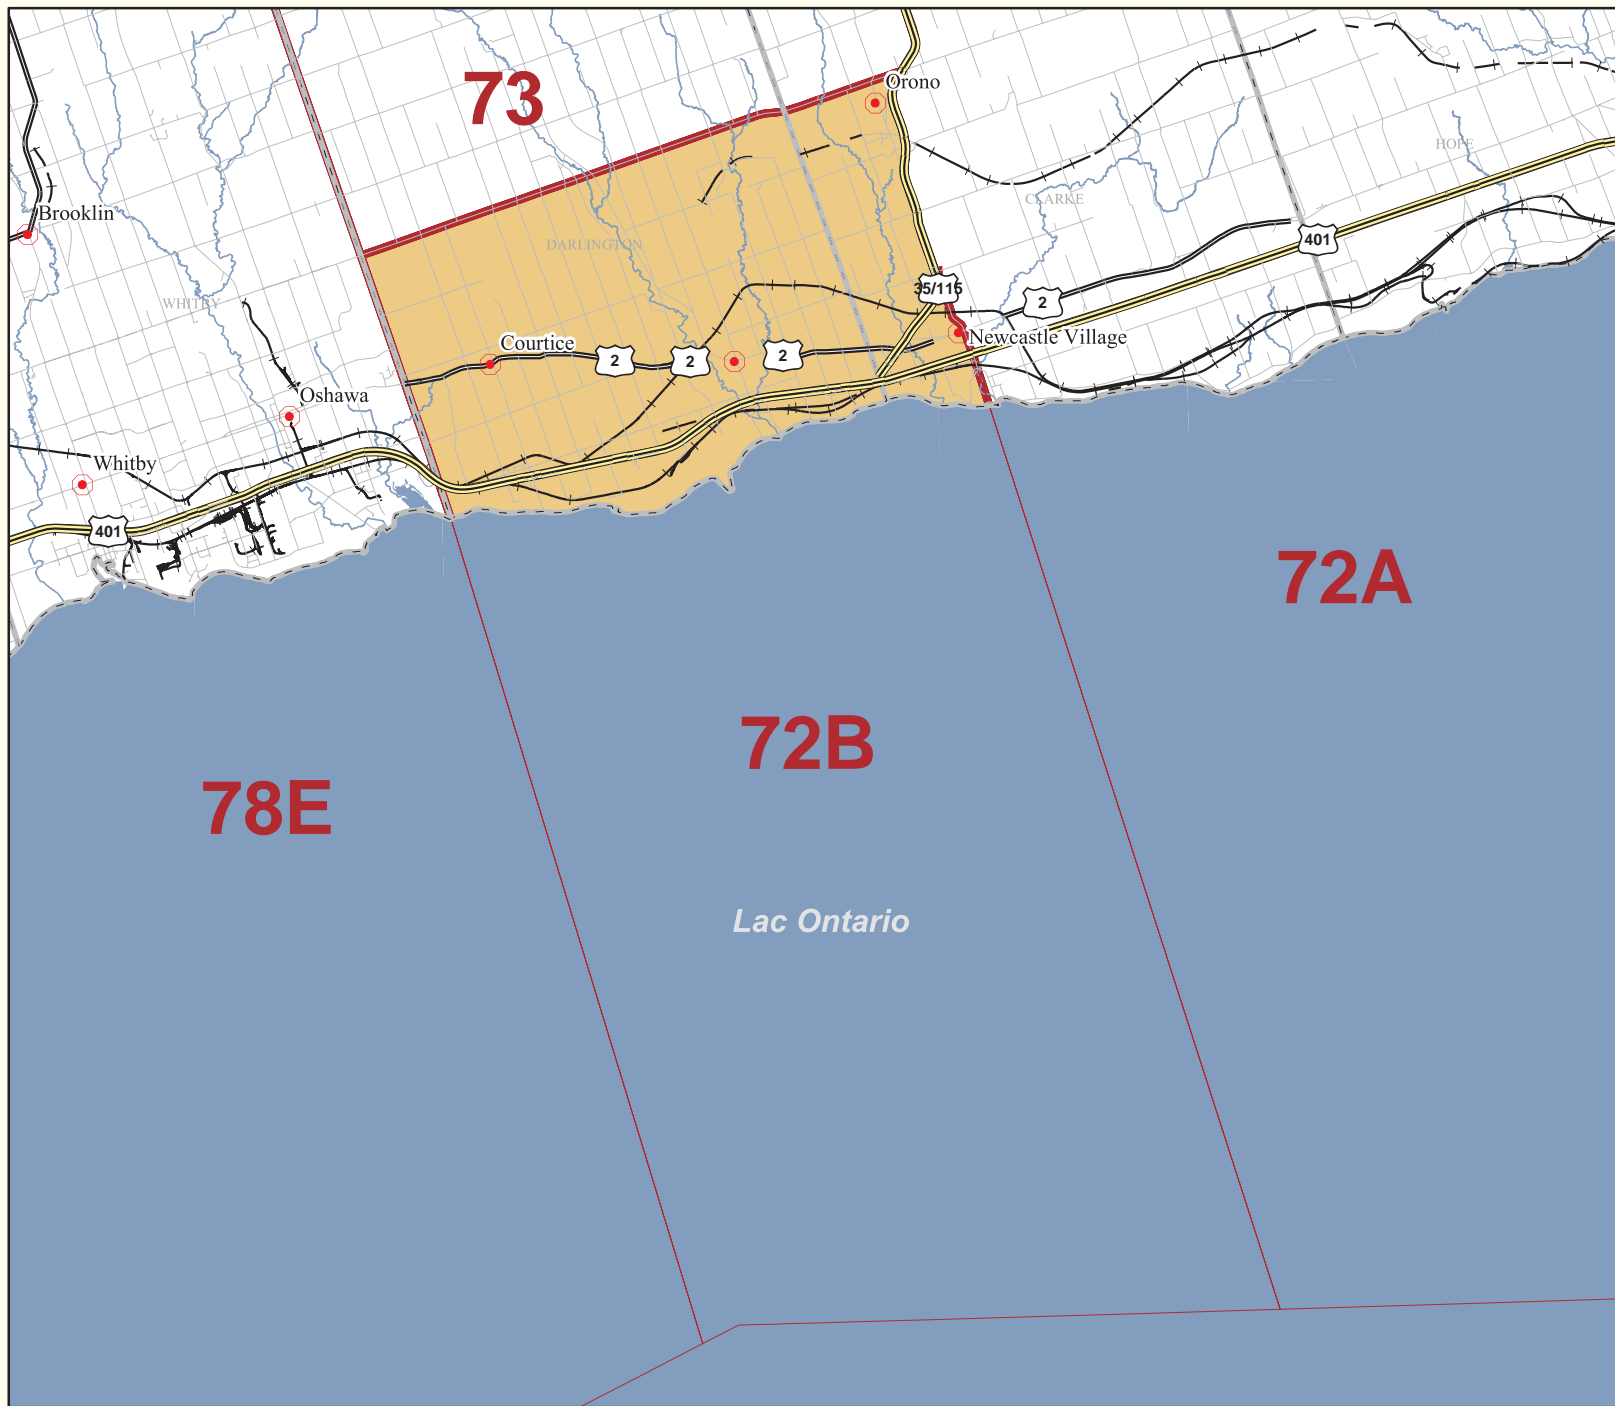 73
Orono
HOPE
CLARKE
Brooklin
DARLINGTON
401
35/115
WHITBY
2
Newcastle Village
Courtice
2
2
2
Oshawa
Whitby
401
72A
72B
78E
Lac Ontario